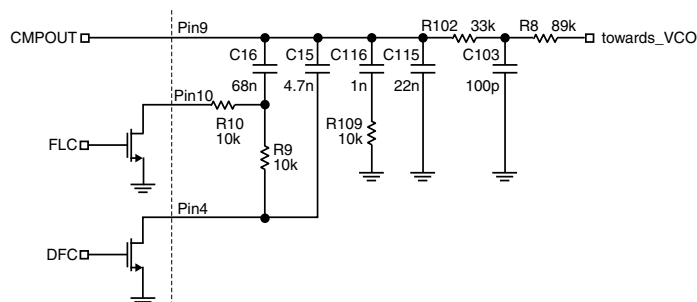 R102 33k R8 89k
CMPOUT Pin9 towards_VCO
C16 C15 C116 C115 C103
68n 4.7n 1n 22n 100p
Pin10
R10
10k
R109
10k
FLC
R9
10k
Pin4
DFC